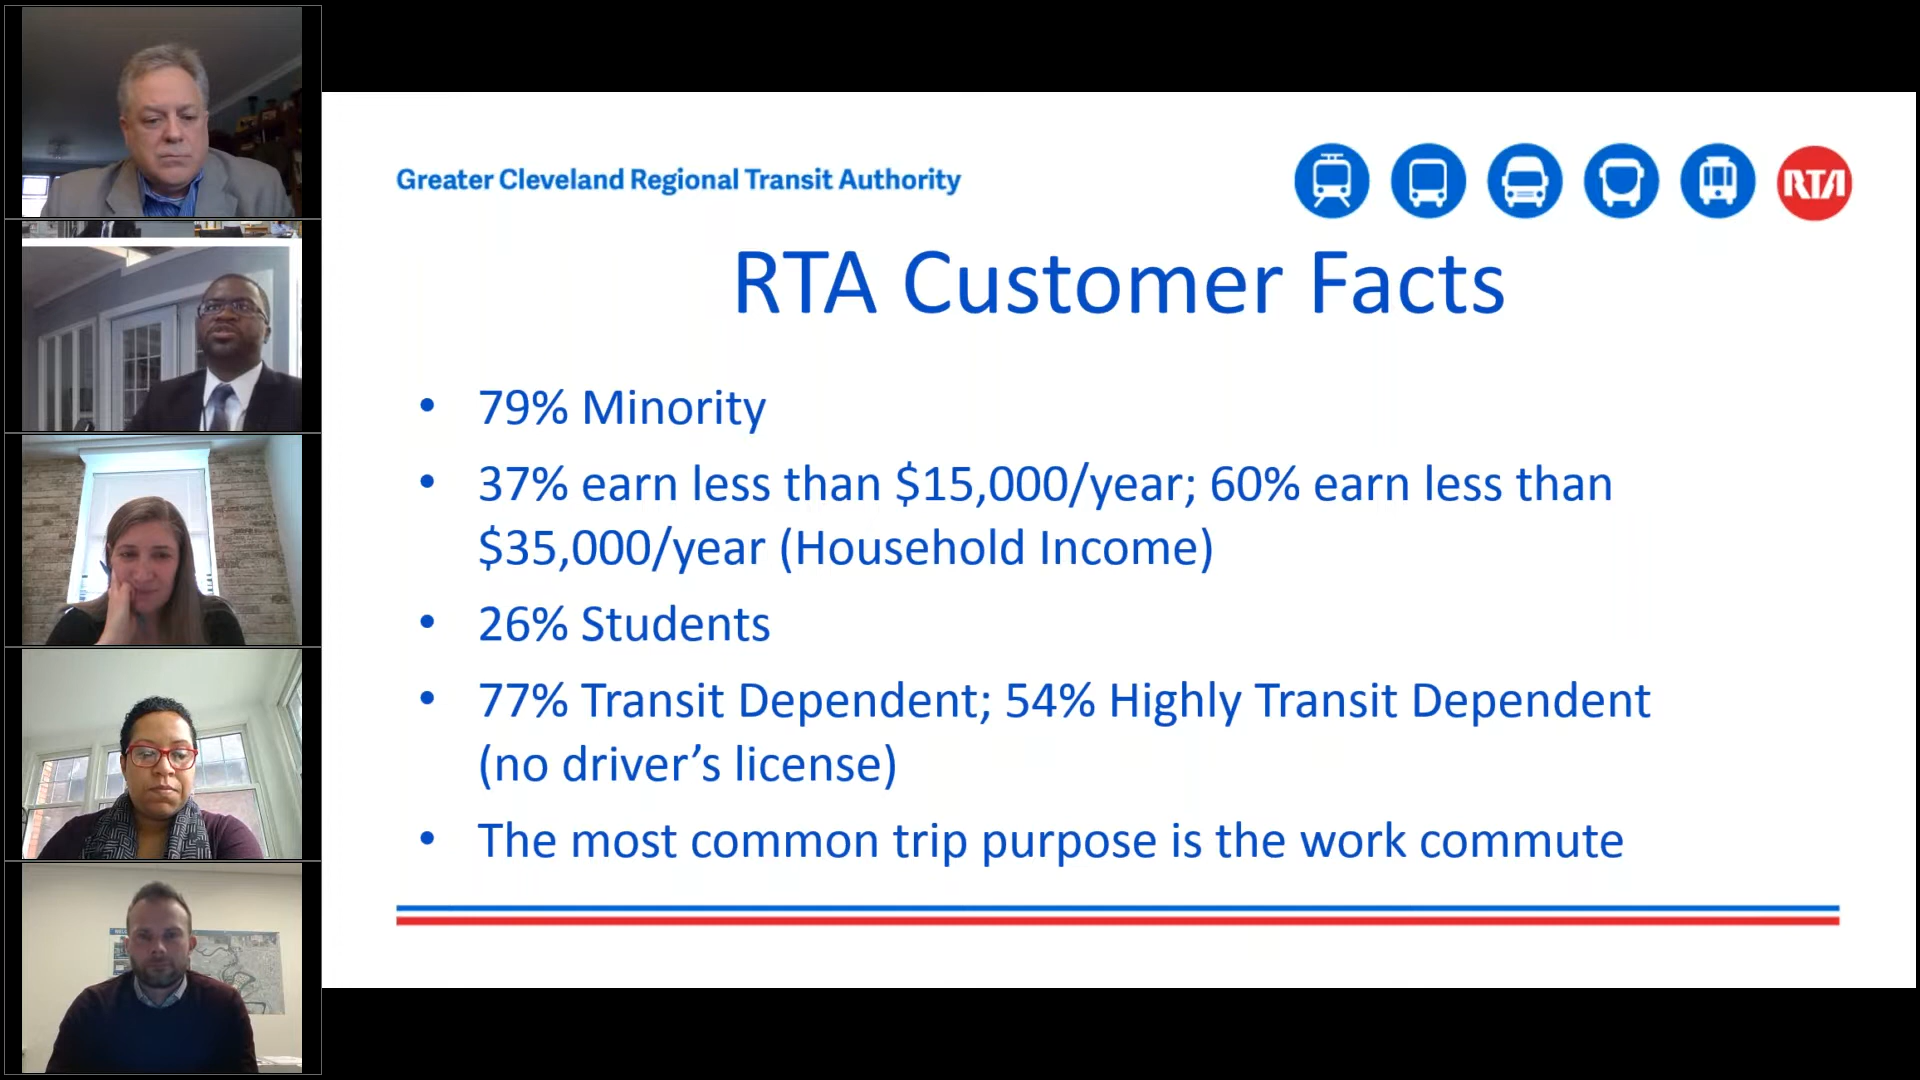 Greater Cleveland Regional Transit Authority
RTA
RTA Customer Facts
• 79% Minority
• 37% earn less than $15,000/year; 60% earn less than
$35,000/year (Household Income)
• 26% Students
• 77% Transit Dependent; 54% Highly Transit Dependent
(no driver’s license)
• The most common trip purpose is the work commute